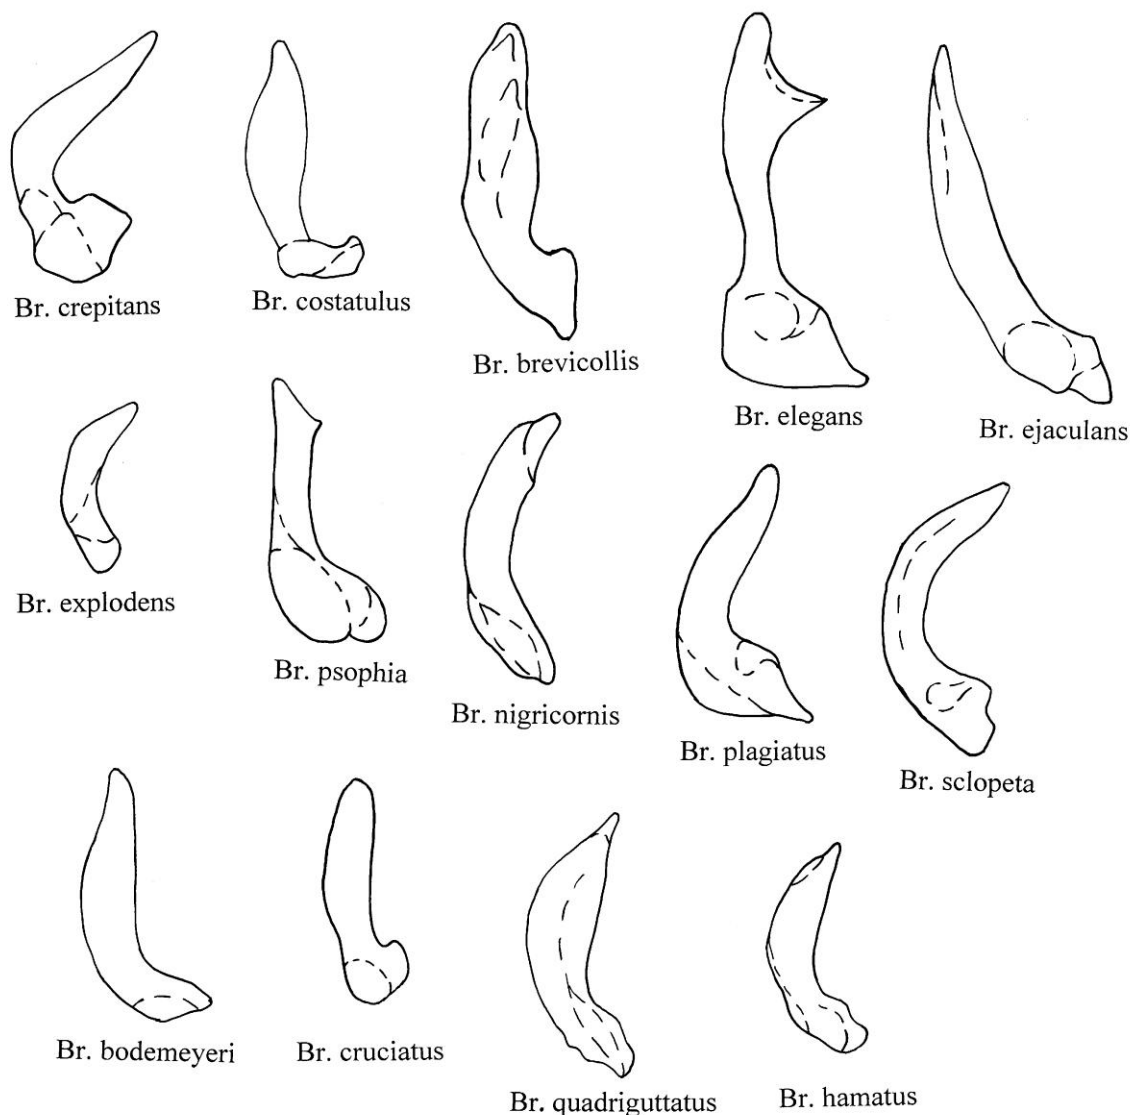 Br. crepitans
Br. costatulus
Br. brevicollis
Br. elegans
Br. ejaculans
Br. explodens
Br. psophia
Br. nigricornis
Br. plagiatus
Br. sclopeta
Br. bodemeyeri
Br. cruciatus
Br. quadriguttatus
Br. hamatus